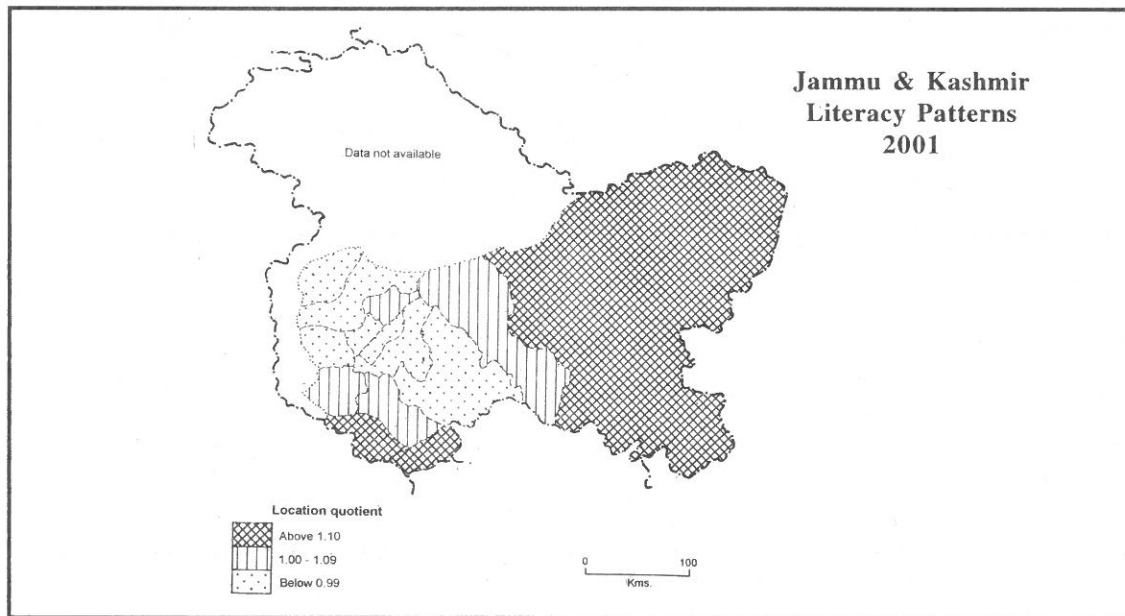 Jammu & Kashmir
Literacy Patterns
2001
Data not available
Location quotient
Above 1.10
1.00 - 1.09
Below 0.99
0 100
Kms.